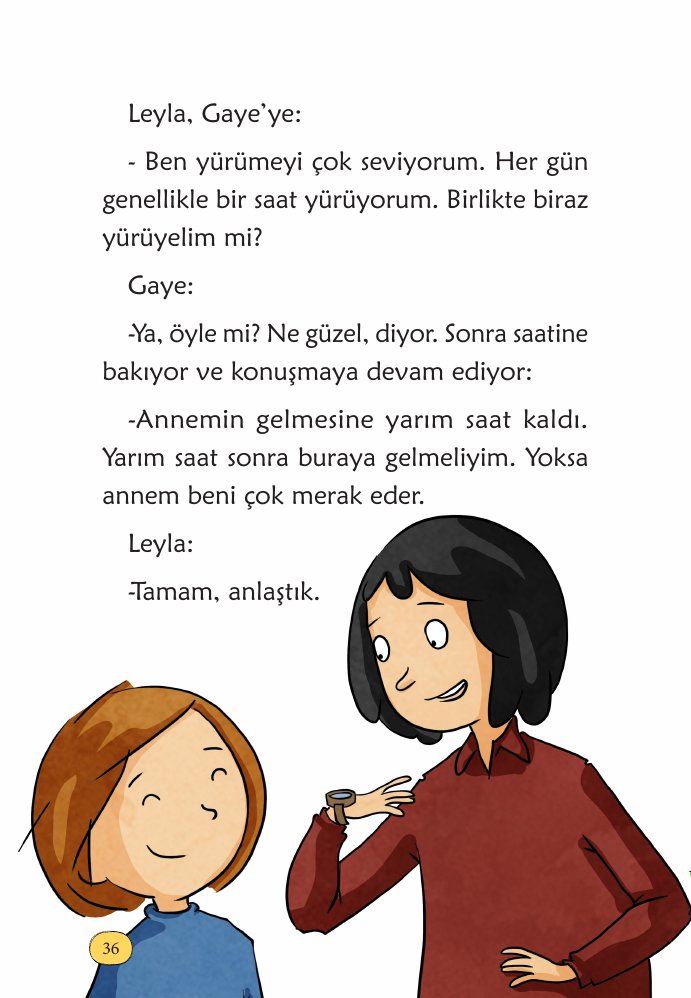 Leyla, Gaye’ye:
- Ben yürümeyi çok seviyorum. Her gün
genellikle bir saat yürüyorum. Birlikte biraz
yürüyelim mi?
Gaye:
-Ya, öyle mi? Ne güzel, diyor. Sonra saatine
bakıyor ve konuşmaya devam ediyor:
-Annemin gelmesine yarım saat kaldı.
Yarım saat sonra buraya gelmeliyim. Yoksa
annem beni çok merak eder.
Leyla:
-Tamam, anlaştık.
36